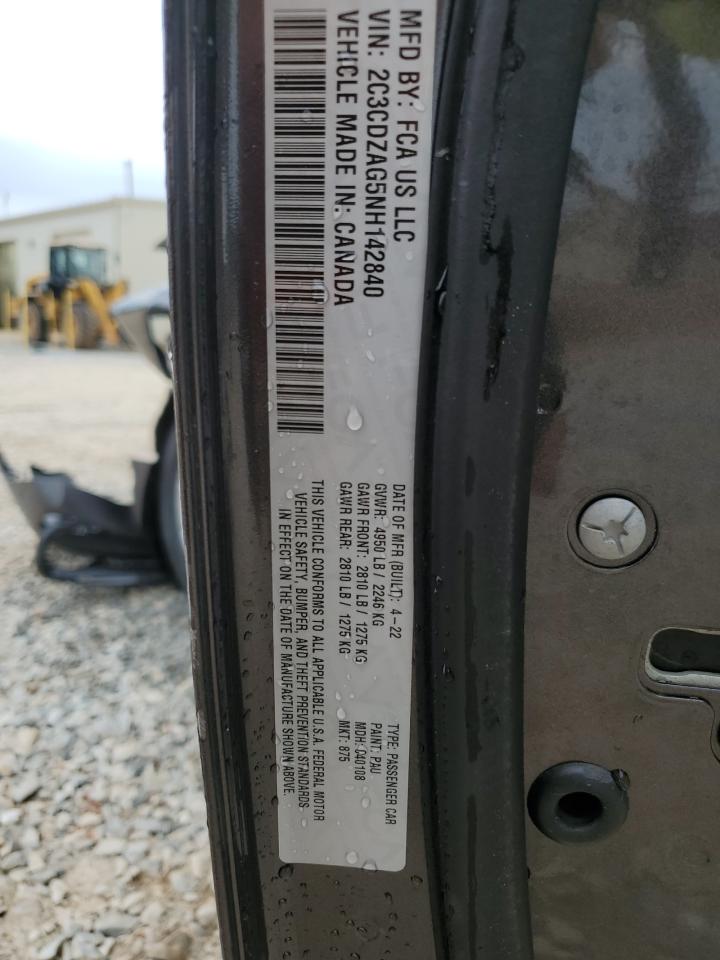 MFD BY: FCA US LLC
VIN: 2C3CDZAG5NH142840
VEHICLE MADE IN: CANADA
DATE OF MFR (BUILT): 4-22
GVWR: 4950 LB / 2246 KG
GAWR FRONT: 2810 LB / 1275 KG
GAWR REAR: 2810 LB / 1275 KG
THIS VEHICLE CONFORMS TO ALL APPLICABLE U.S.A. FEDERAL MOTOR
VEHICLE SAFETY, BUMPER, AND THEFT PREVENTION STANDARDS
IN EFFECT ON THE DATE OF MANUFACTURE SHOWN ABOVE.
TYPE: PASSENGER CAR
PAINT: PAU
MDH: 040108
MKT: 875